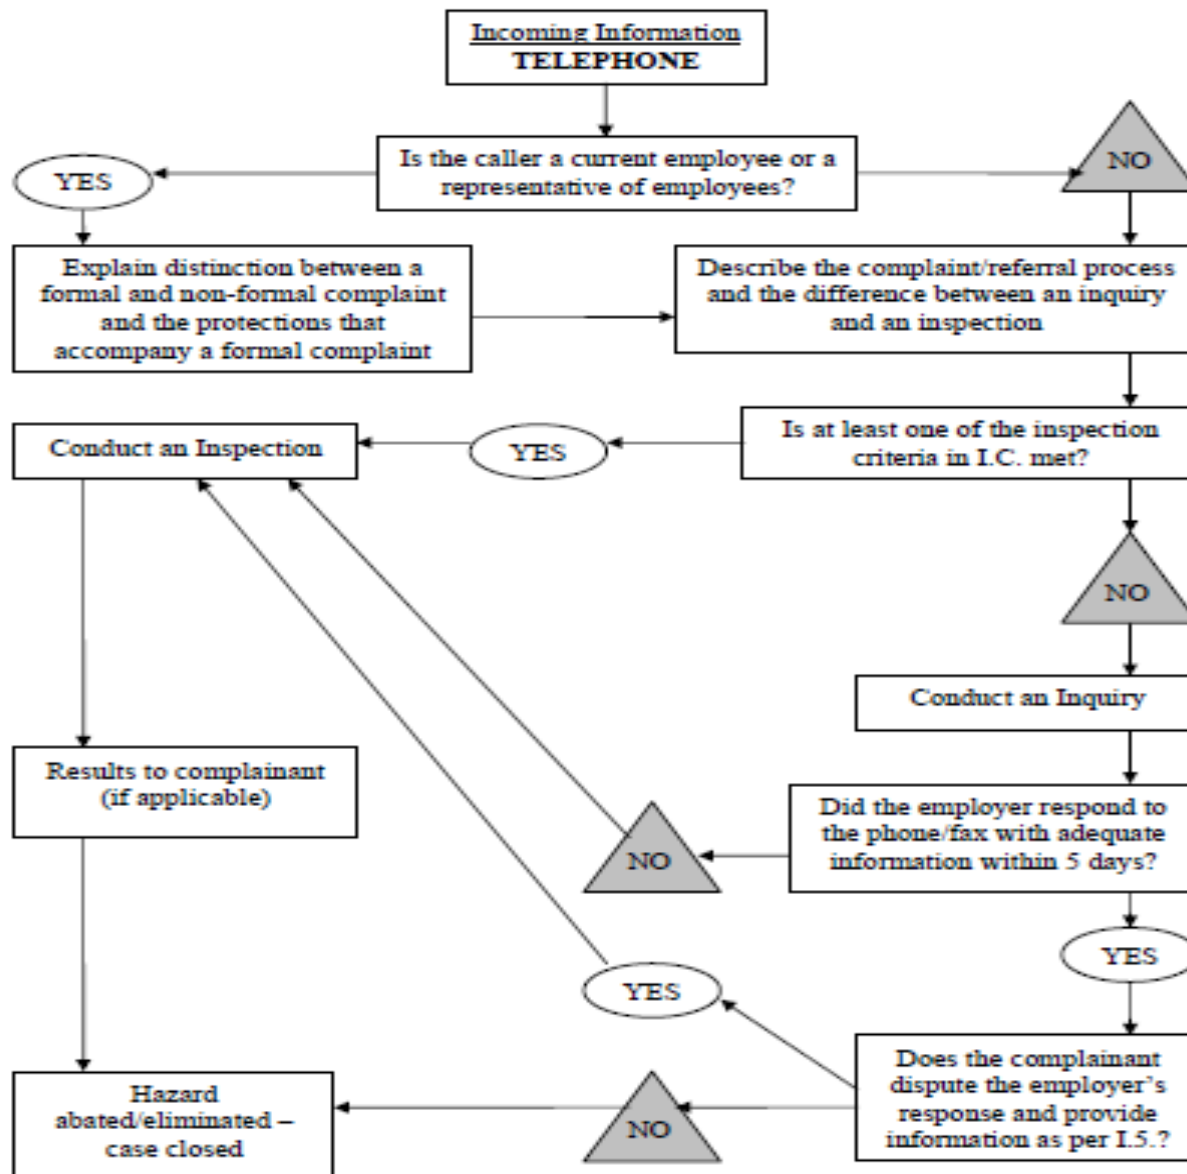 Incoming Information
TELEPHONE
Is the caller a current employee or a
representative of employees?
YES
NO
Explain distinction between a
formal and non-formal complaint
and the protections that
accompany a formal complaint
Describe the complaint/referral process
and the difference between an inquiry
and an inspection
Conduct an Inspection
YES
Is at least one of the inspection
criteria in I.C. met?
NO
Conduct an Inquiry
Results to complainant
(if applicable)
Did the employer respond to
the phone/fax with adequate
information within 5 days?
NO
YES
YES
Does the complainant
dispute the employer’s
response and provide
information as per I.5.?
NO
Hazard
abated/eliminated –
case closed